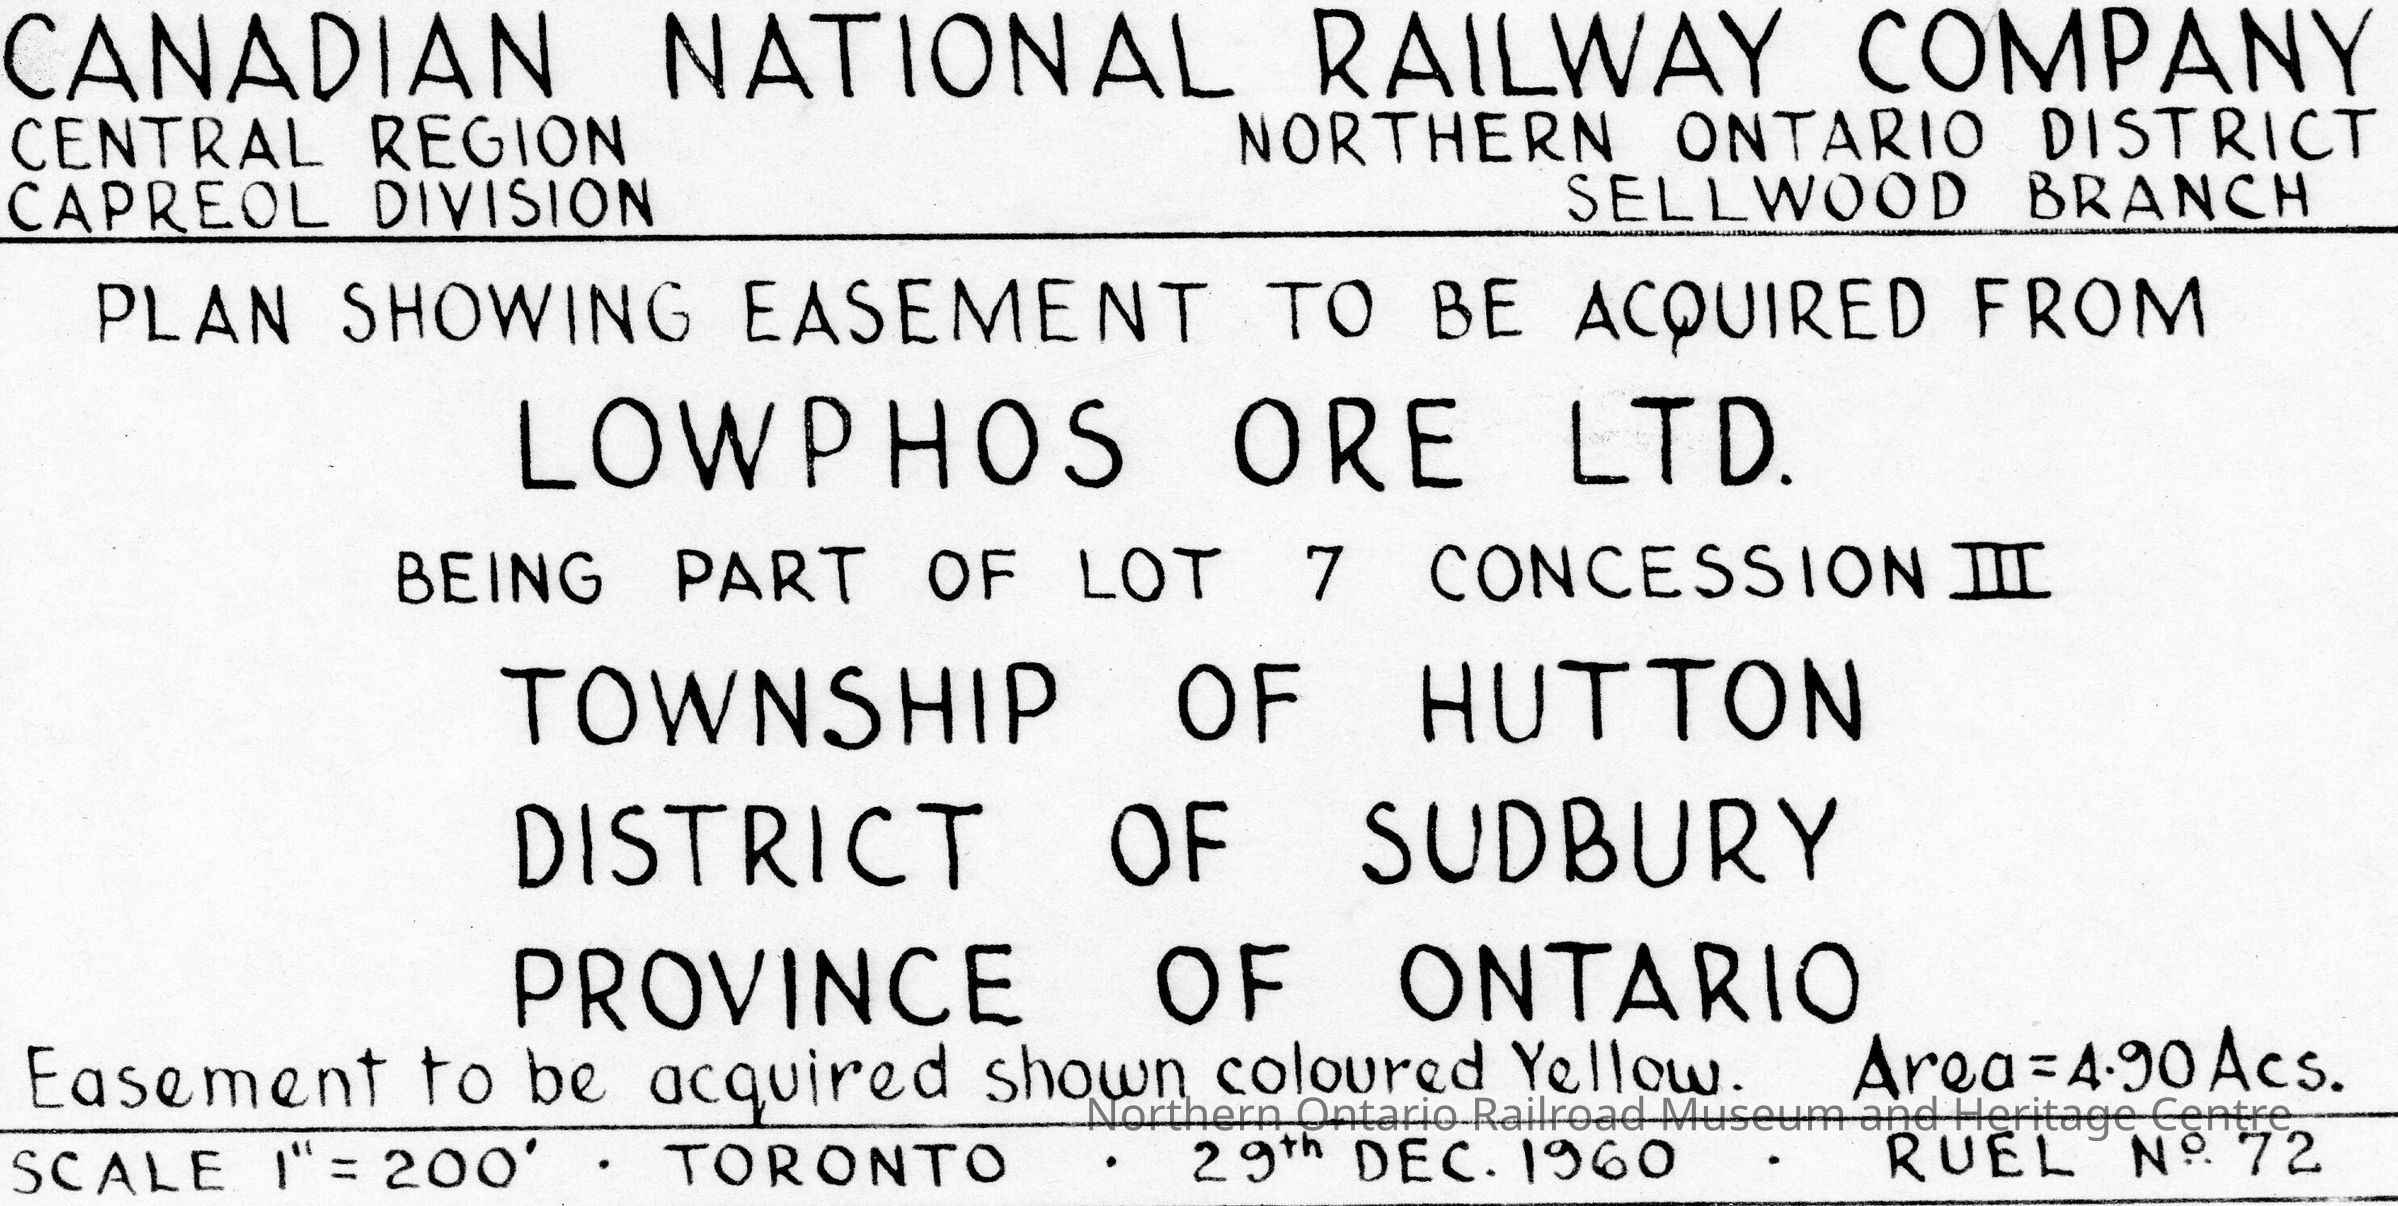 CANADIAN NATIONAL RAILWAY COMPANY
CENTRAL REGION NORTHERN ONTARIO DISTRICT
CAPREOL DIVISION SELLWOOD BRANCH
PLAN SHOWING EASEMENT TO BE ACQUIRED FROM
LOWPHOS ORE LTD.
BEING PART OF LOT 7 CONCESSION III
TOWNSHIP OF HUTTON
DISTRICT OF SUDBURY
PROVINCE OF ONTARIO
Easement to be acquired shown coloured Yellow. Area=4.90 Acs.
Northern Ontario Railroad Museum and Heritage Centre
SCALE 1"=200' · TORONTO · 29th DEC. 1960 · RUEL No. 72